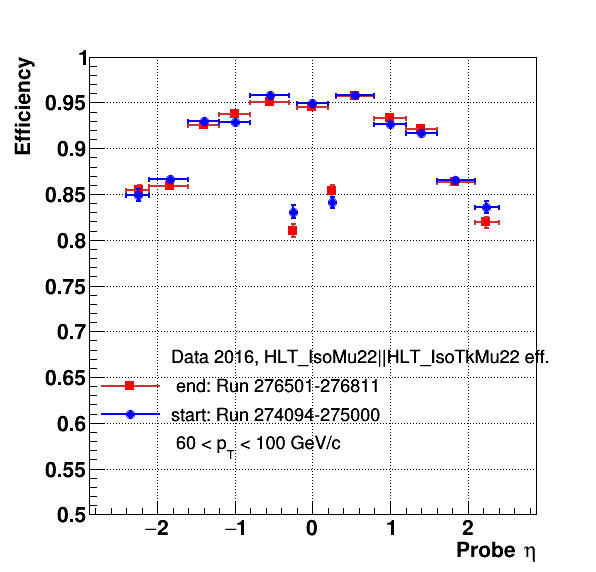 Efficiency
1
0.95
0.9
0.85
0.8
0.75
0.7
0.65
0.6
0.55
0.5
Data 2016, HLT_IsoMu22||HLT_IsoTkMu22 eff.
end: Run 276501-276811
start: Run 274094-275000
60 < p_T < 100 GeV/c
−2 −1 0 1 2
Probe η